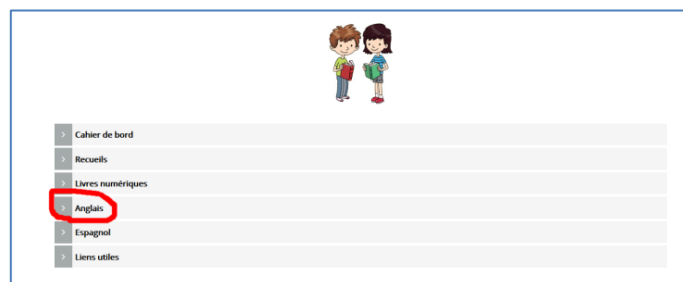 Cahier de bord
Recueils
Livres numériques
Anglais
Espagnol
Liens utiles